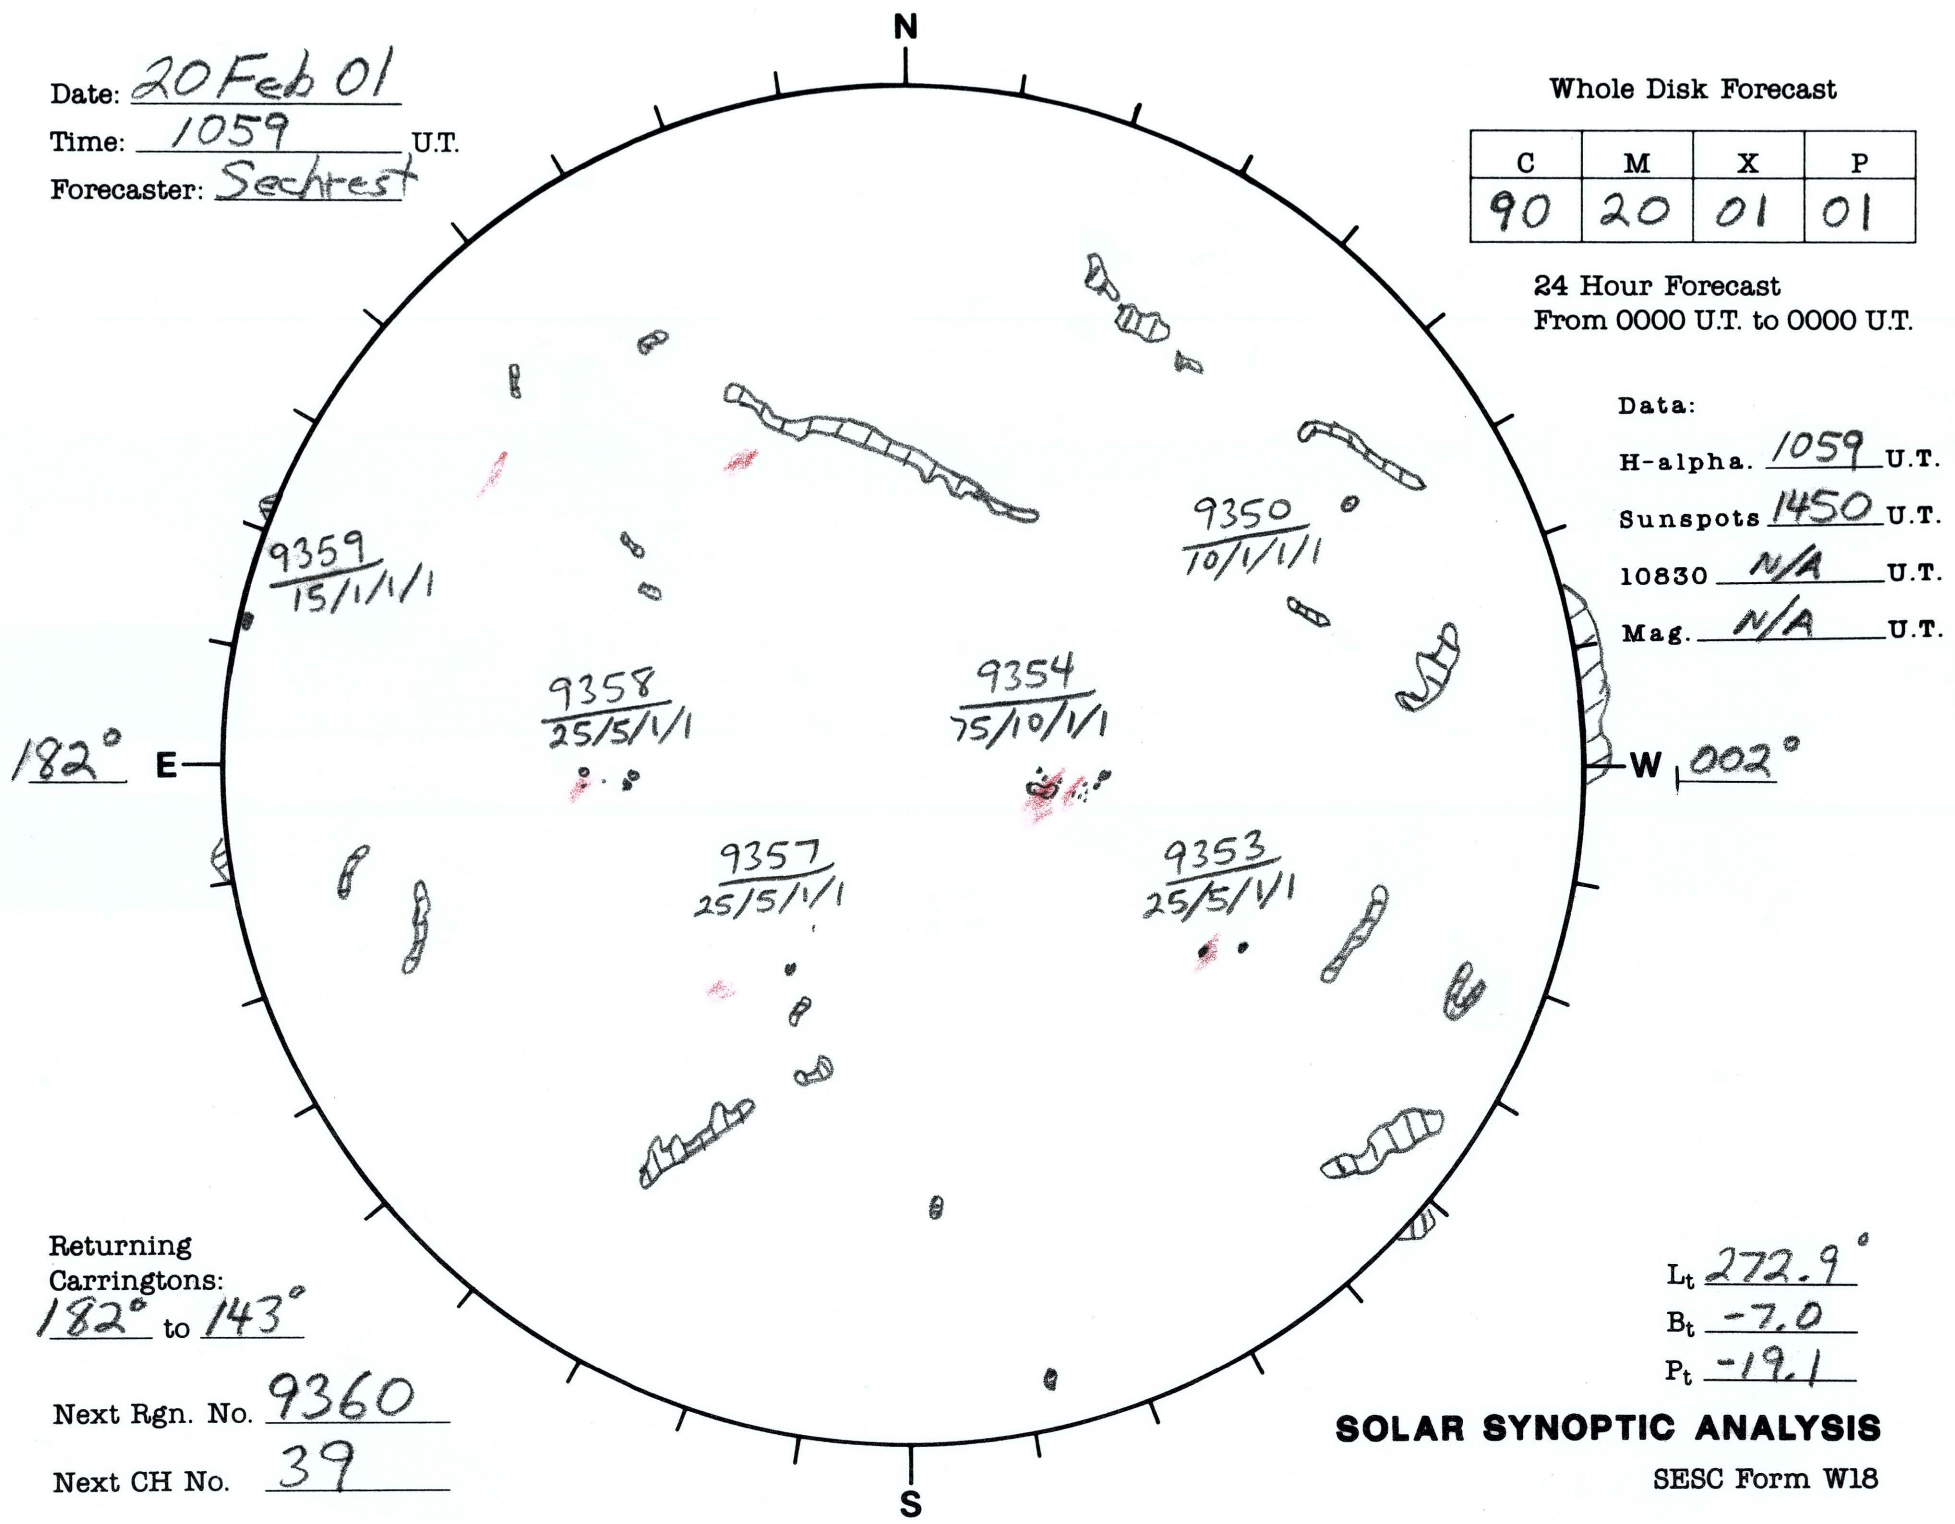 N
Date: 20 Feb 01
Time: 1059 U.T.
Forecaster: Sechrest
Whole Disk Forecast
C M X P
90 20 01 01
24 Hour Forecast
From 0000 U.T. to 0000 U.T.
Data:
H-alpha. 1059 U.T.
Sunspots 1450 U.T.
10830 N/A U.T.
Mag. N/A U.T.
9350
10/1/1/1
9359
15/1/1/1
9358
25/5/1/1
9354
75/10/1/1
182° E
W 002°
9357
25/5/1/1
9353
25/5/1/1
Returning
Carringtons:
182° to 143°
Next Rgn. No. 9360
Next CH No. 39
Lt 272.9°
Bt -7.0
Pt -19.1
SOLAR SYNOPTIC ANALYSIS
SESC Form W18
S